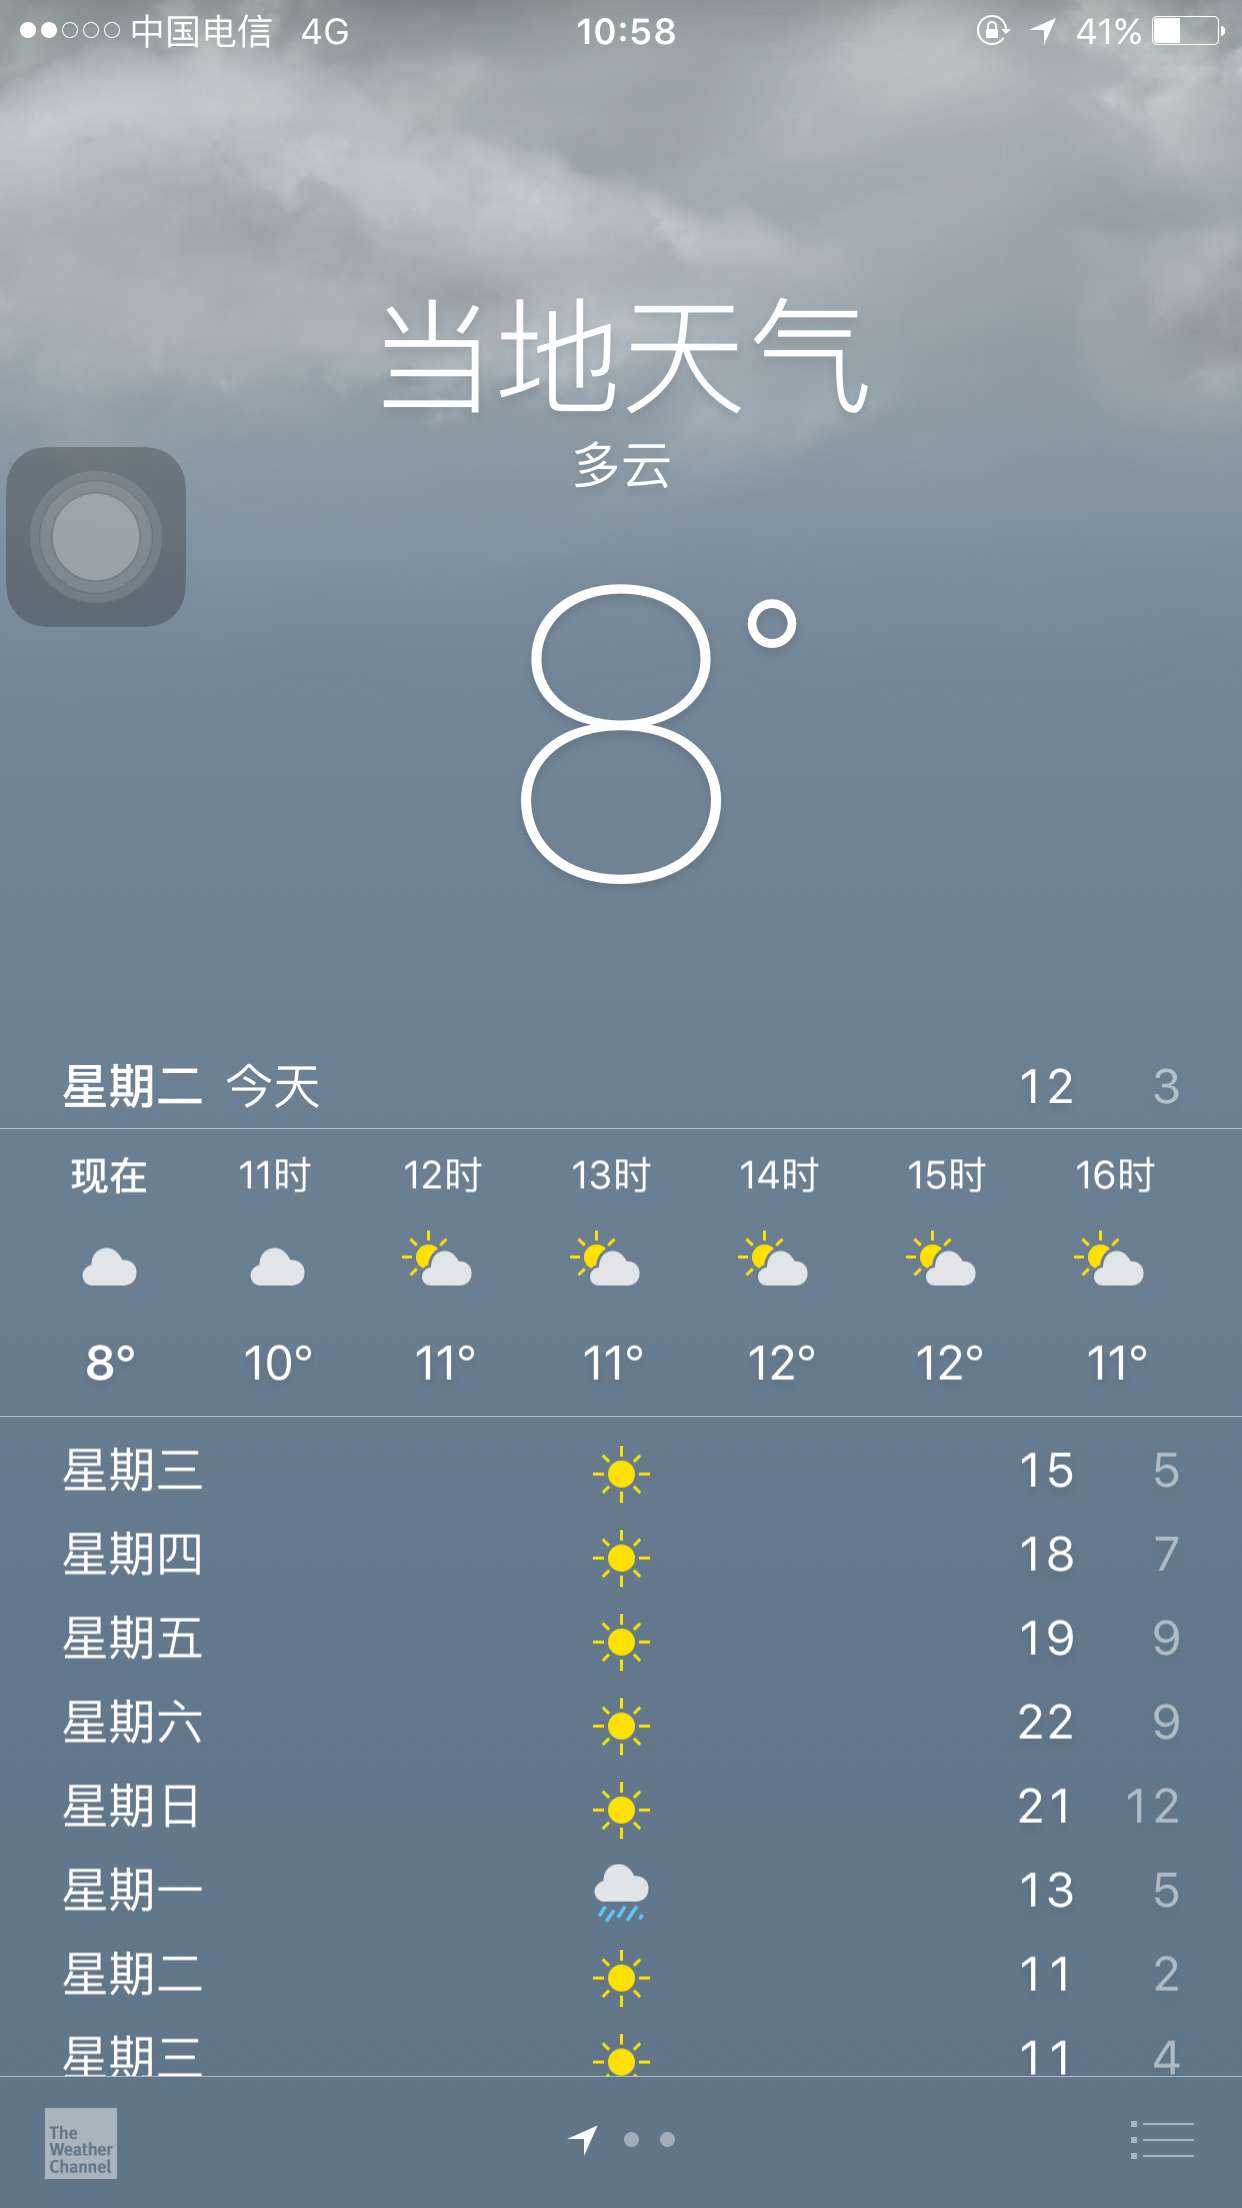 中国电信 4G 10:58 41%
当地天气
多云
8°
星期二 今天 12 3
现在 11时 12时 13时 14时 15时 16时
8° 10° 11° 11° 12° 12° 11°
星期三 15 5
星期四 18 7
星期五 19 9
星期六 22 9
星期日 21 12
星期一 13 5
星期二 11 2
星期三 11 4
The
Weather
Channel